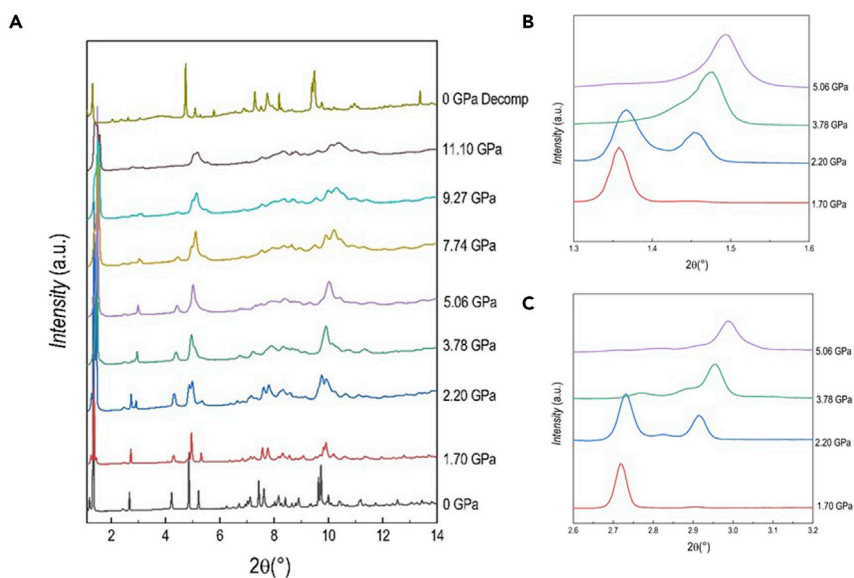 A
Intensity (a.u.)
0 GPa Decomp
11.10 GPa
9.27 GPa
7.74 GPa
5.06 GPa
3.78 GPa
2.20 GPa
1.70 GPa
0 GPa
2 4 6 8 10 12 14
2θ(°)
B
Intensity (a.u.)
5.06 GPa
3.78 GPa
2.20 GPa
1.70 GPa
1.3 1.4 1.5 1.6
2θ(°)
C
Intensity (a.u.)
5.06 GPa
3.78 GPa
2.20 GPa
1.70 GPa
2.6 2.7 2.8 2.9 3.0 3.1 3.2
2θ(°)